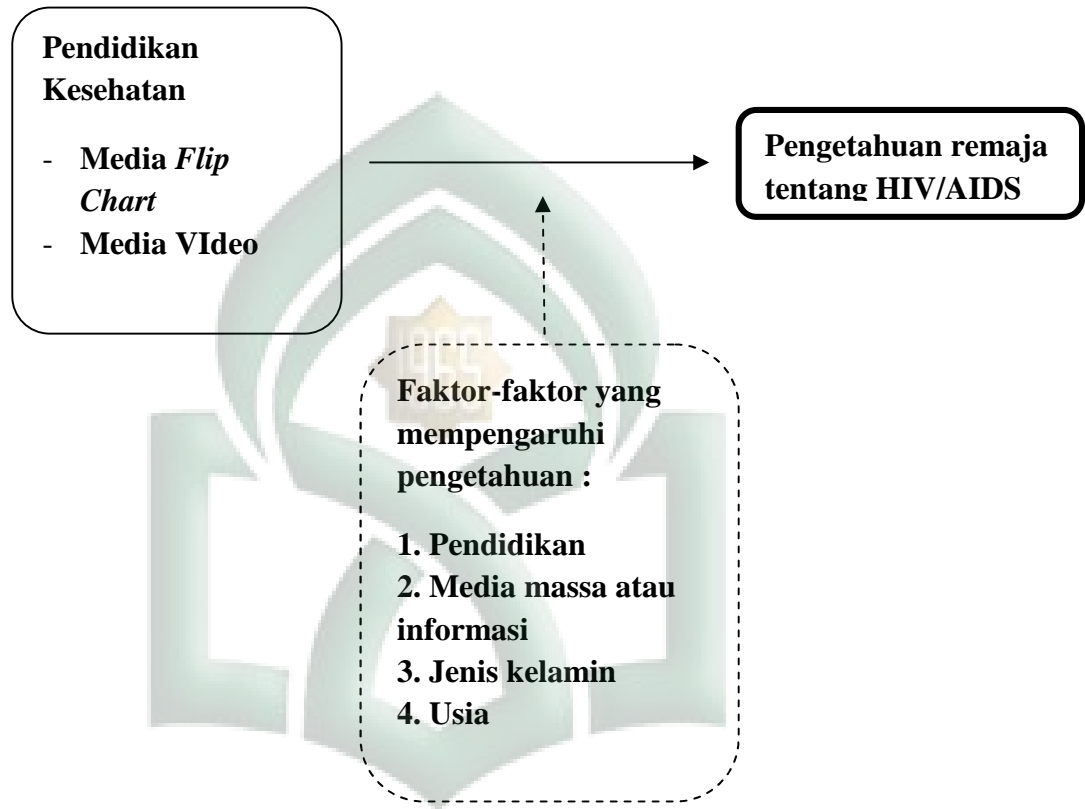 Pendidikan
Kesehatan
- Media Flip
Chart
- Media VIdeo
Pengetahuan remaja
tentang HIV/AIDS
1965
Faktor-faktor yang
mempengaruhi
pengetahuan :
1. Pendidikan
2. Media massa atau
informasi
3. Jenis kelamin
4. Usia